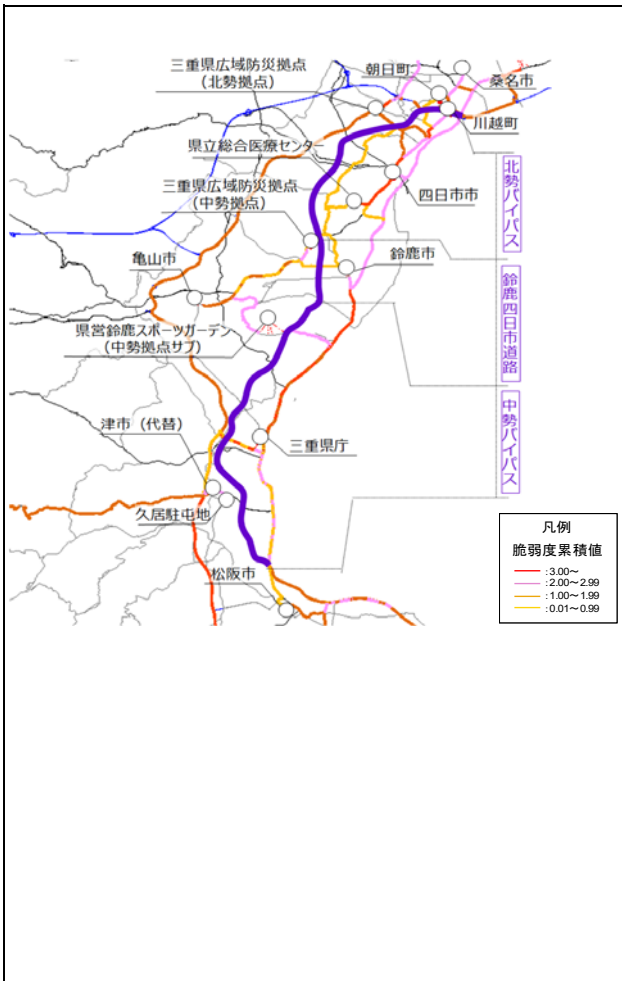 三重県広域防災拠点
（北勢拠点）
朝日町
桑名市
川越町
県立総合医療センター
四日市市
三重県広域防災拠点
（中勢拠点）
北勢バイパス
亀山市
鈴鹿市
県営鈴鹿スポーツガーデン
（中勢拠点サブ）
鈴鹿四日市道路
津市（代替）
三重県庁
中勢バイパス
久居駐屯地
松阪市
凡例
脆弱度累積値
:3.00～
:2.00～2.99
:1.00～1.99
:0.01～0.99